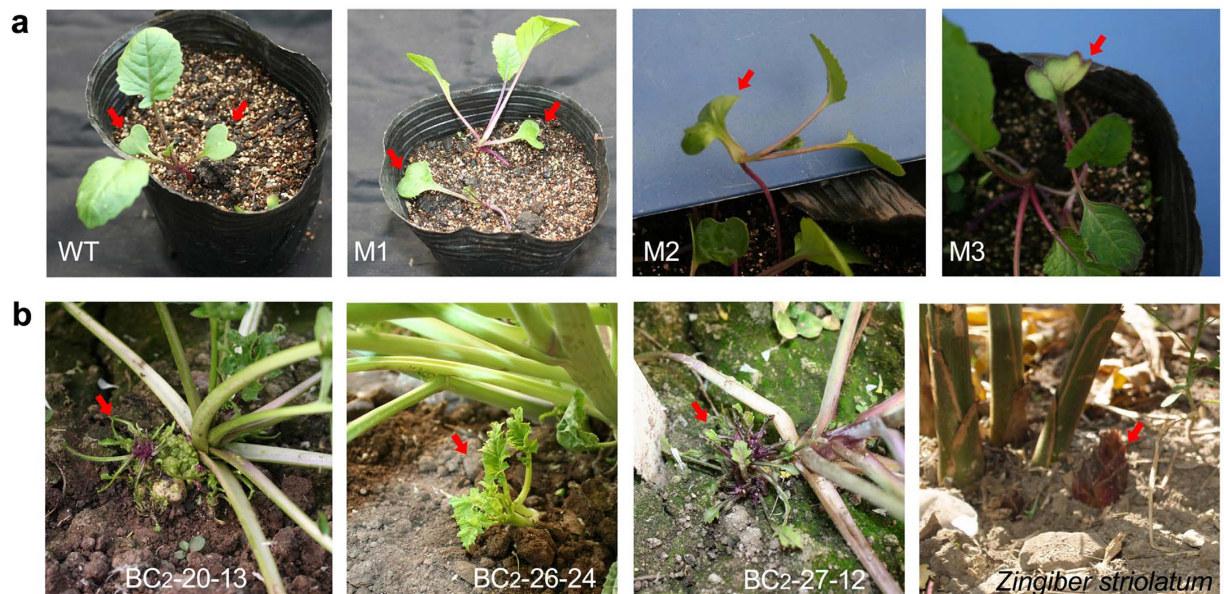 a
WT
M1
M2
M3
b
BC2-20-13
BC2-26-24
BC2-27-12
Zingiber striolatum